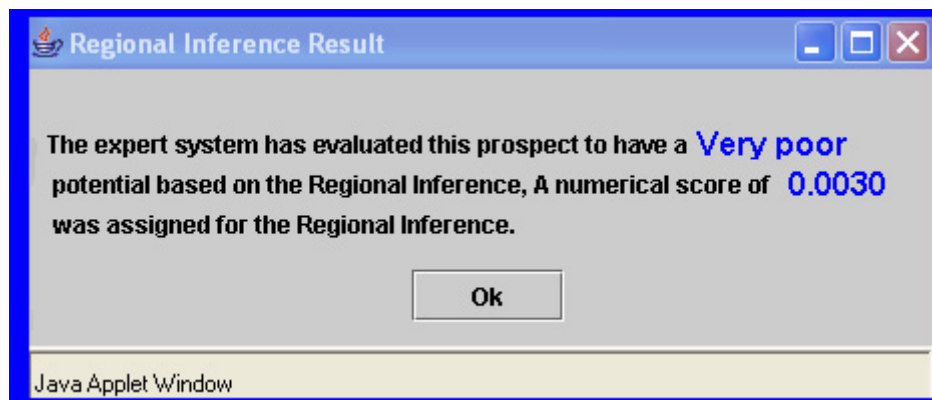 Regional Inference Result
The expert system has evaluated this prospect to have a Very poor
potential based on the Regional Inference, A numerical score of 0.0030
was assigned for the Regional Inference.
Ok
Java Applet Window